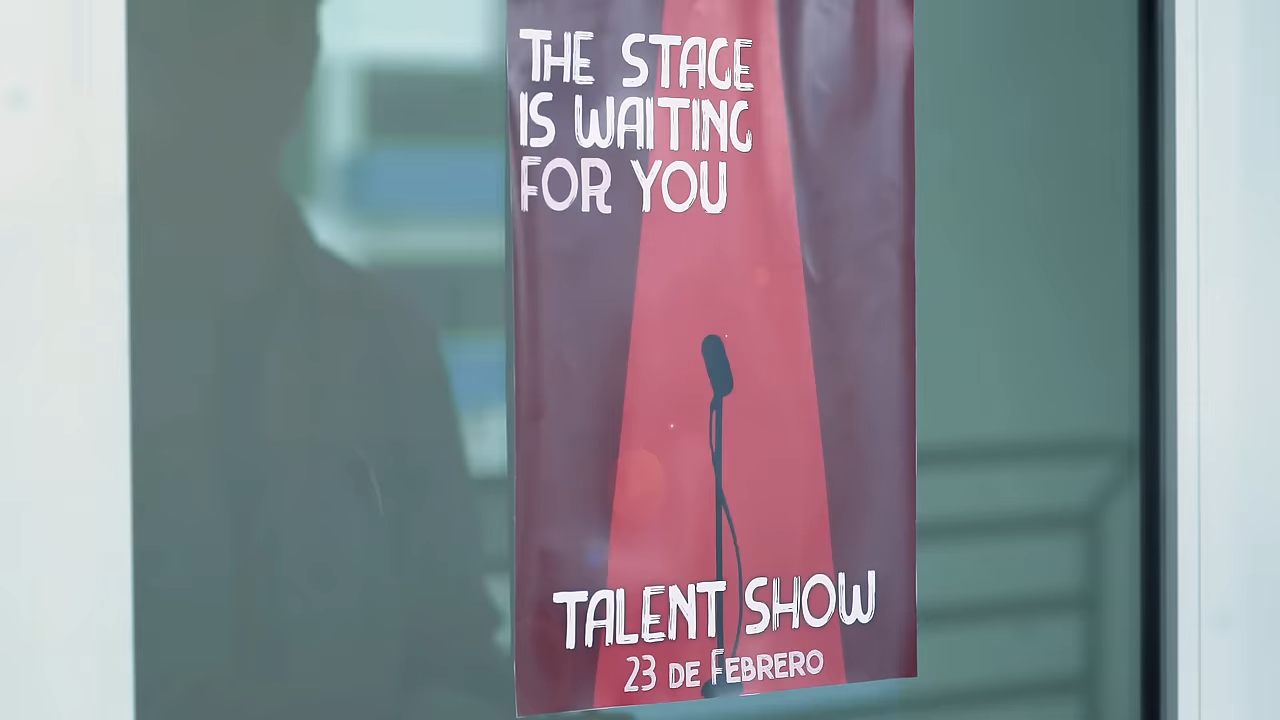 THE STAGE
IS WAITING
FOR YOU
TALENT SHOW
23 DE FEBRERO